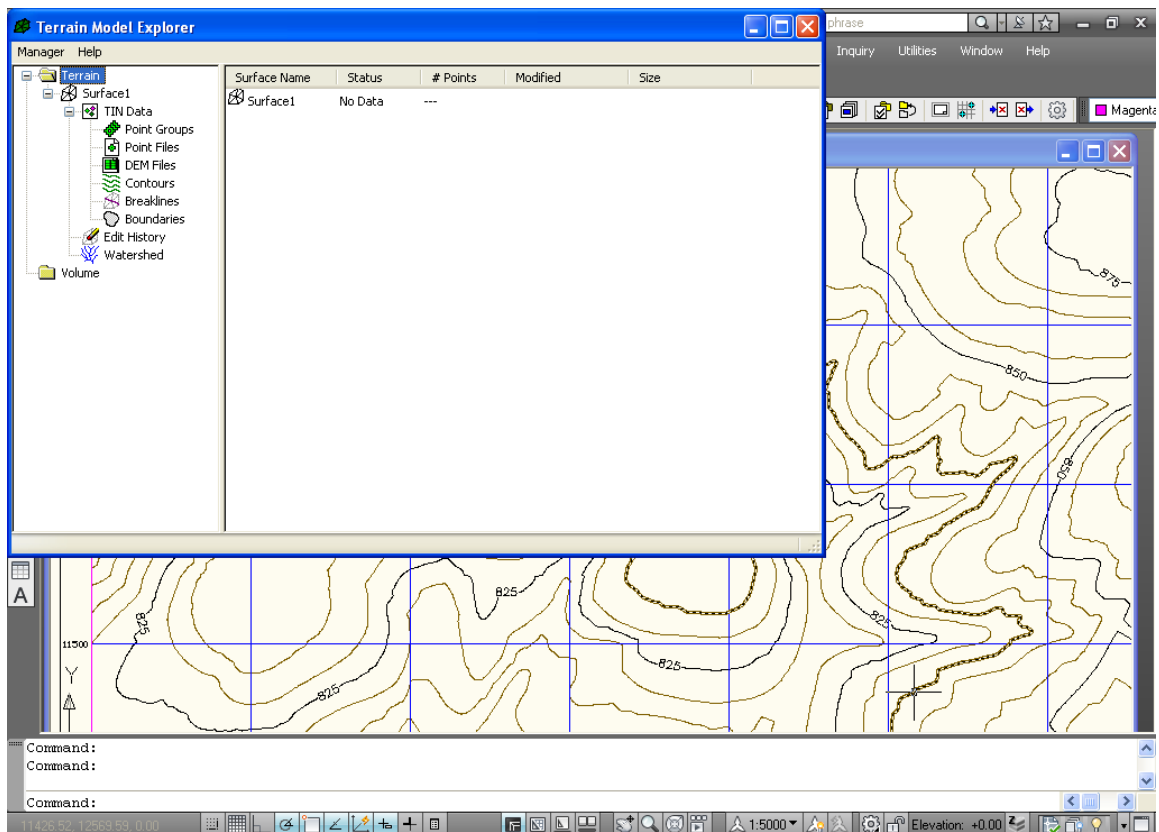 Terrain Model Explorer
phrase
Manager Help
Inquiry Utilities Window Help
Terrain
Surface Name Status # Points Modified Size
Surface1
Surface1 No Data ---
TIN Data
Magenta
Point Groups
Point Files
DEM Files
Contours
Breaklines
Boundaries
Edit History
Watershed
Volume
875
850
850
A
825
825
825
11500
825
825
Y
Command:
Command:
Command:
11426.52, 12569.59, 0.00
1:5000
Elevation: +0.00